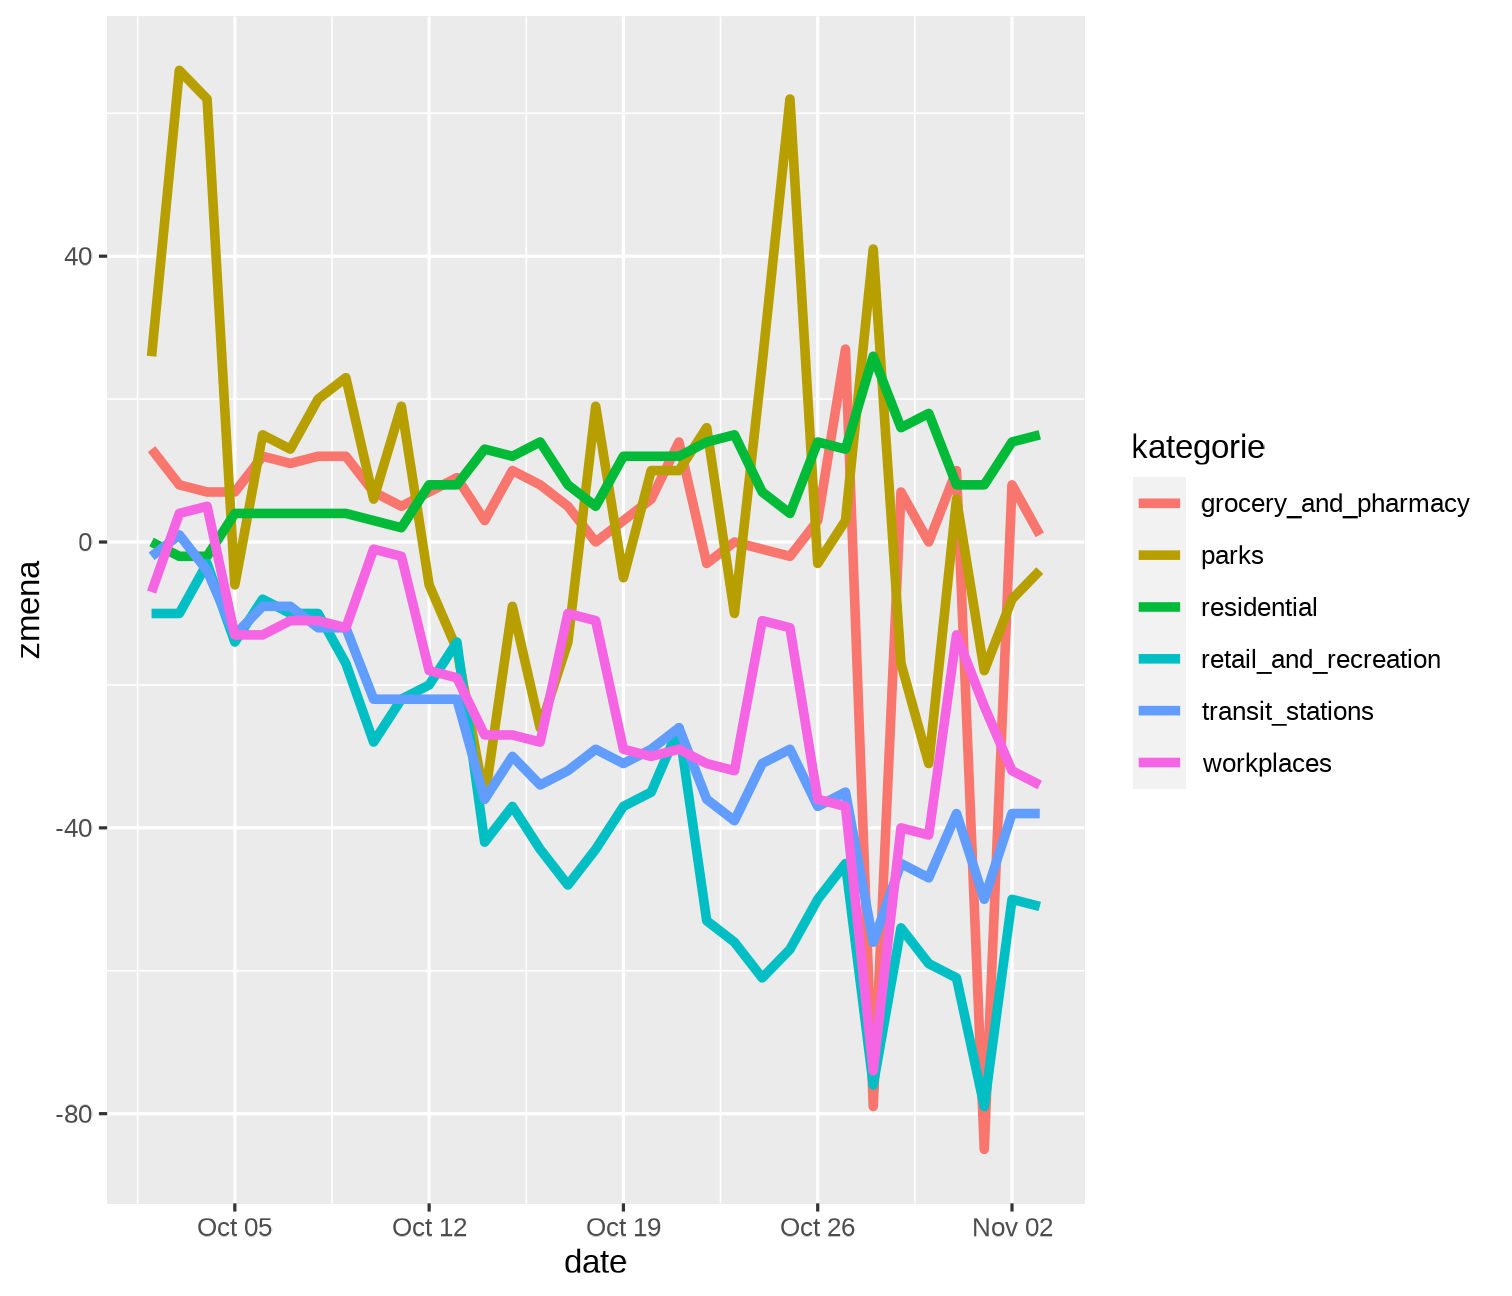 40
0
-40
-80
zmena
Oct 05
Oct 12
Oct 19
Oct 26
Nov 02
date
kategorie
grocery_and_pharmacy
parks
residential
retail_and_recreation
transit_stations
workplaces